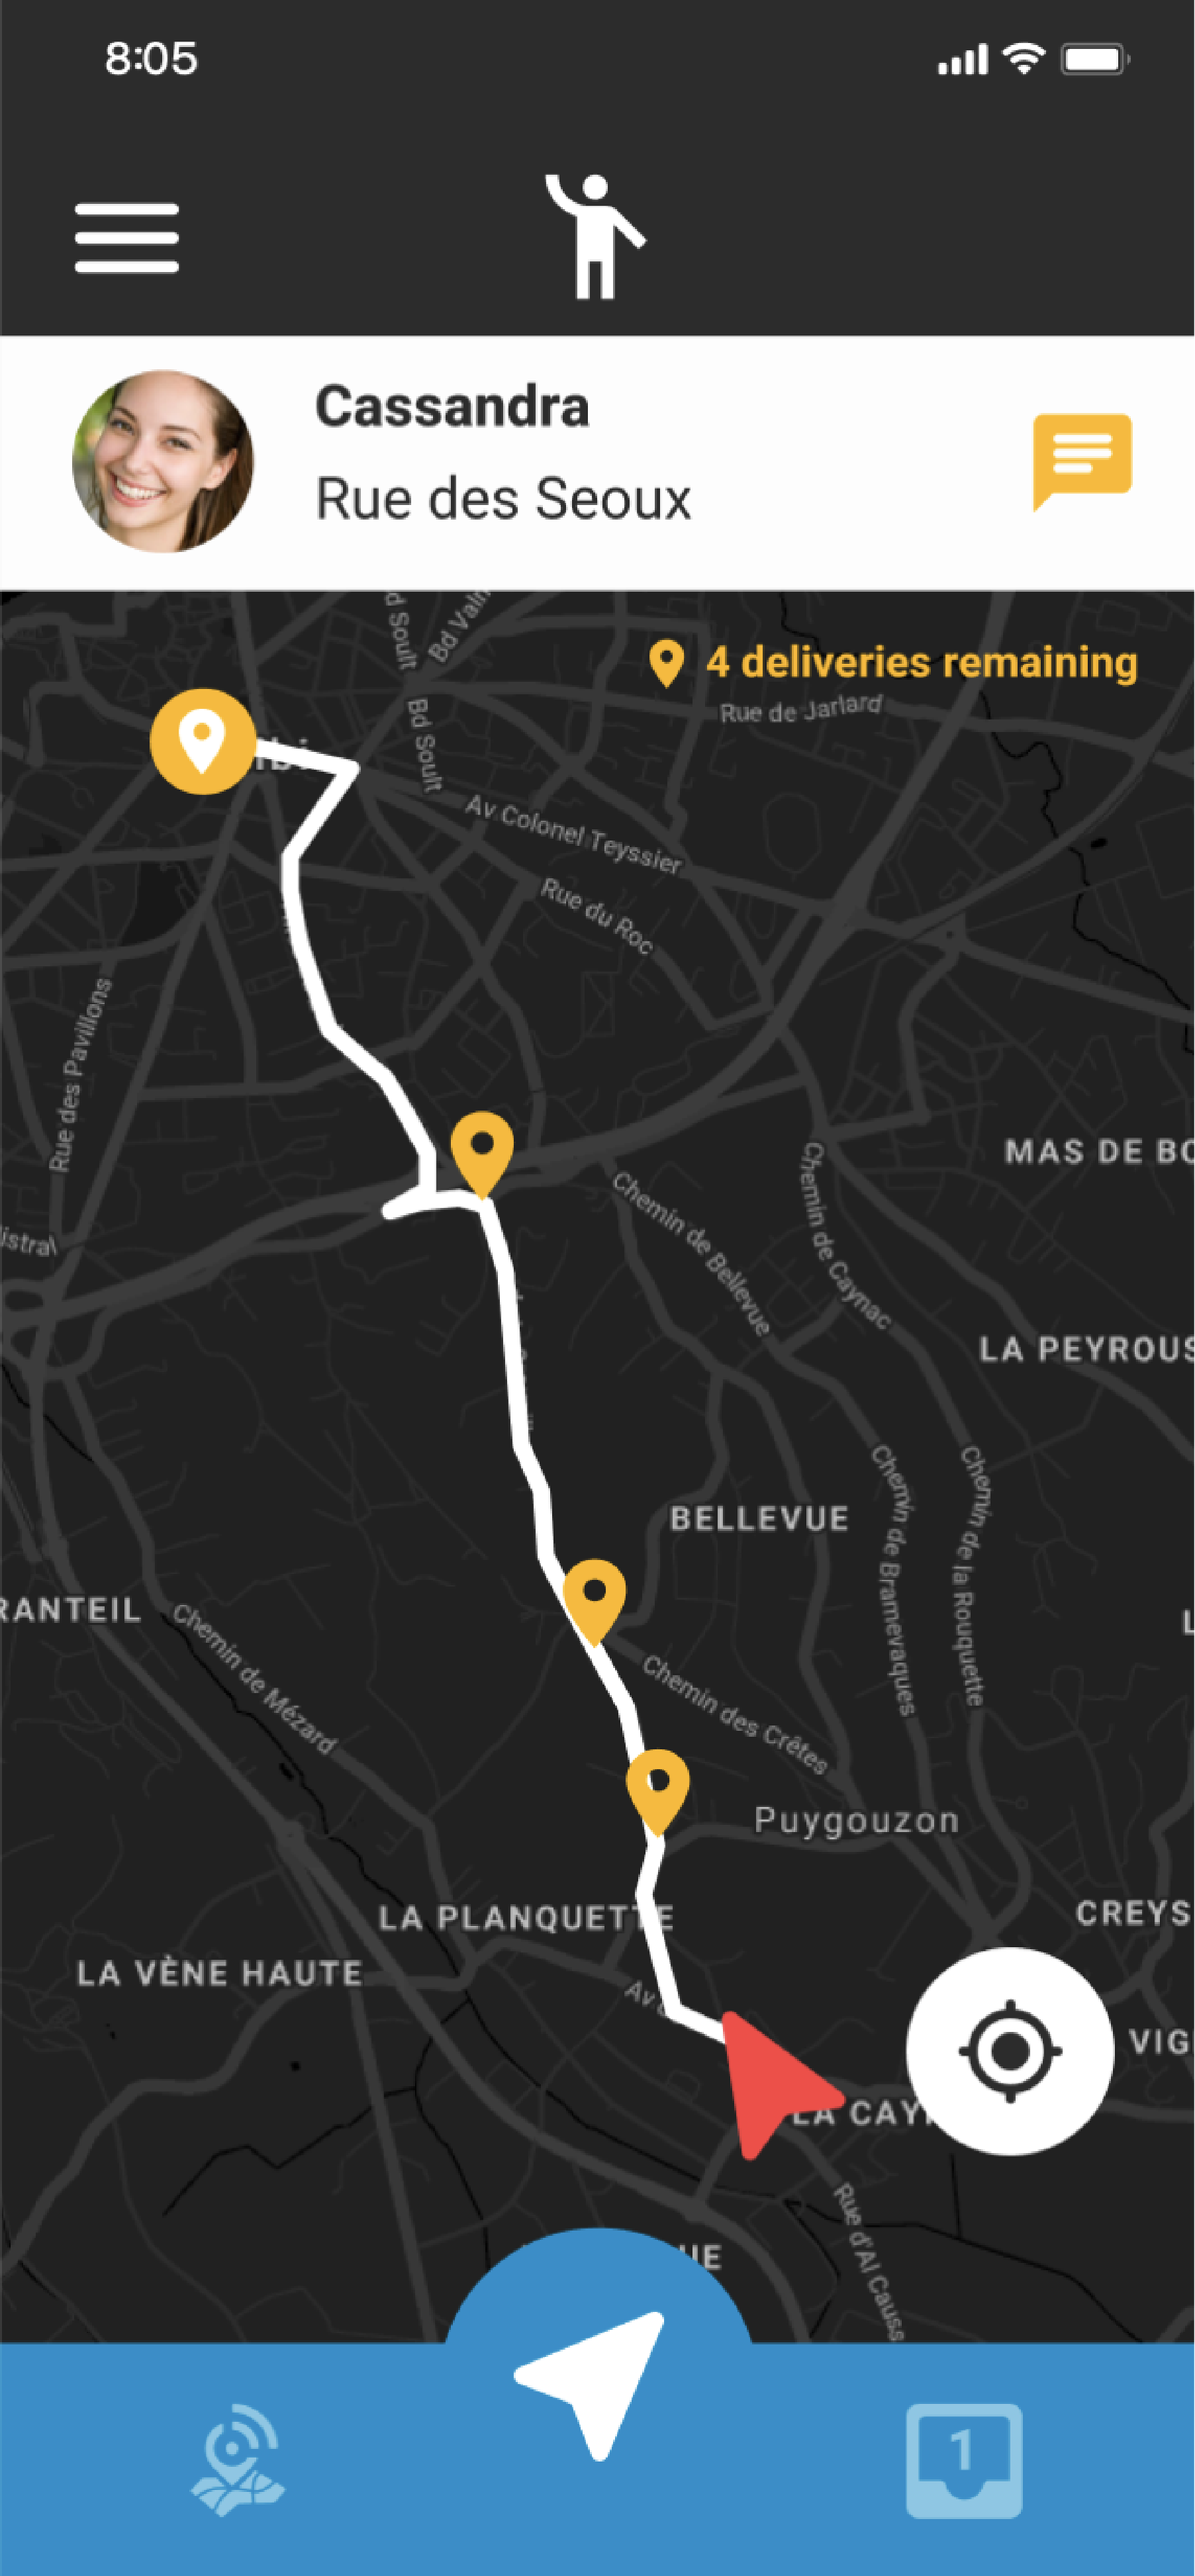 8:05
Cassandra
Rue des Seoux
4 deliveries remaining
Bd Soult
Rue de Jarlard
Bd Soult
Av Colonel Teyssier
Rue du Roc
Rue des Pavillons
MAS DE BO
Chemin de Bellevue
Chemin de Caynac
istral
LA PEYROUS
BELLEVUE
Chemin de Bramevaques
Chemin de la Rouquette
RANTEIL
Chemin de Mézard
Chemin des Crêtes
Puygouzon
LA PLANQUETTE
CREYS
LA VÈNE HAUTE
Av
VIG
LA CAY
Rue d'Al Causs
UE
1